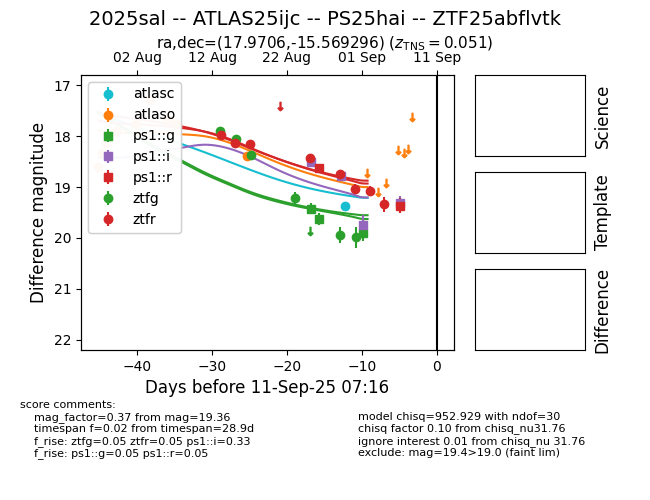 2025sal -- ATLAS25ijc -- PS25hai -- ZTF25abflvtk
ra,dec=(17.9706,-15.569296) (z_TNS = 0.051)
02 Aug 12 Aug 22 Aug 01 Sep 11 Sep
atlasc
atlaso
ps1::g
ps1::i
ps1::r
ztfg
ztfr
17
18
19
20
21
22
Difference magnitude
−40 −30 −20 −10 0
Days before 11-Sep-25 07:16
Science
Template
Difference
score comments:
mag_factor=0.37 from mag=19.36
timespan f=0.02 from timespan=28.9d
f_rise: ztfg=0.05 ztfr=0.05 ps1::i=0.33
f_rise: ps1::g=0.05 ps1::r=0.05
model chisq=952.929 with ndof=30
chisq factor 0.10 from chisq_nu31.76
ignore interest 0.01 from chisq_nu 31.76
exclude: mag=19.4>19.0 (faint lim)